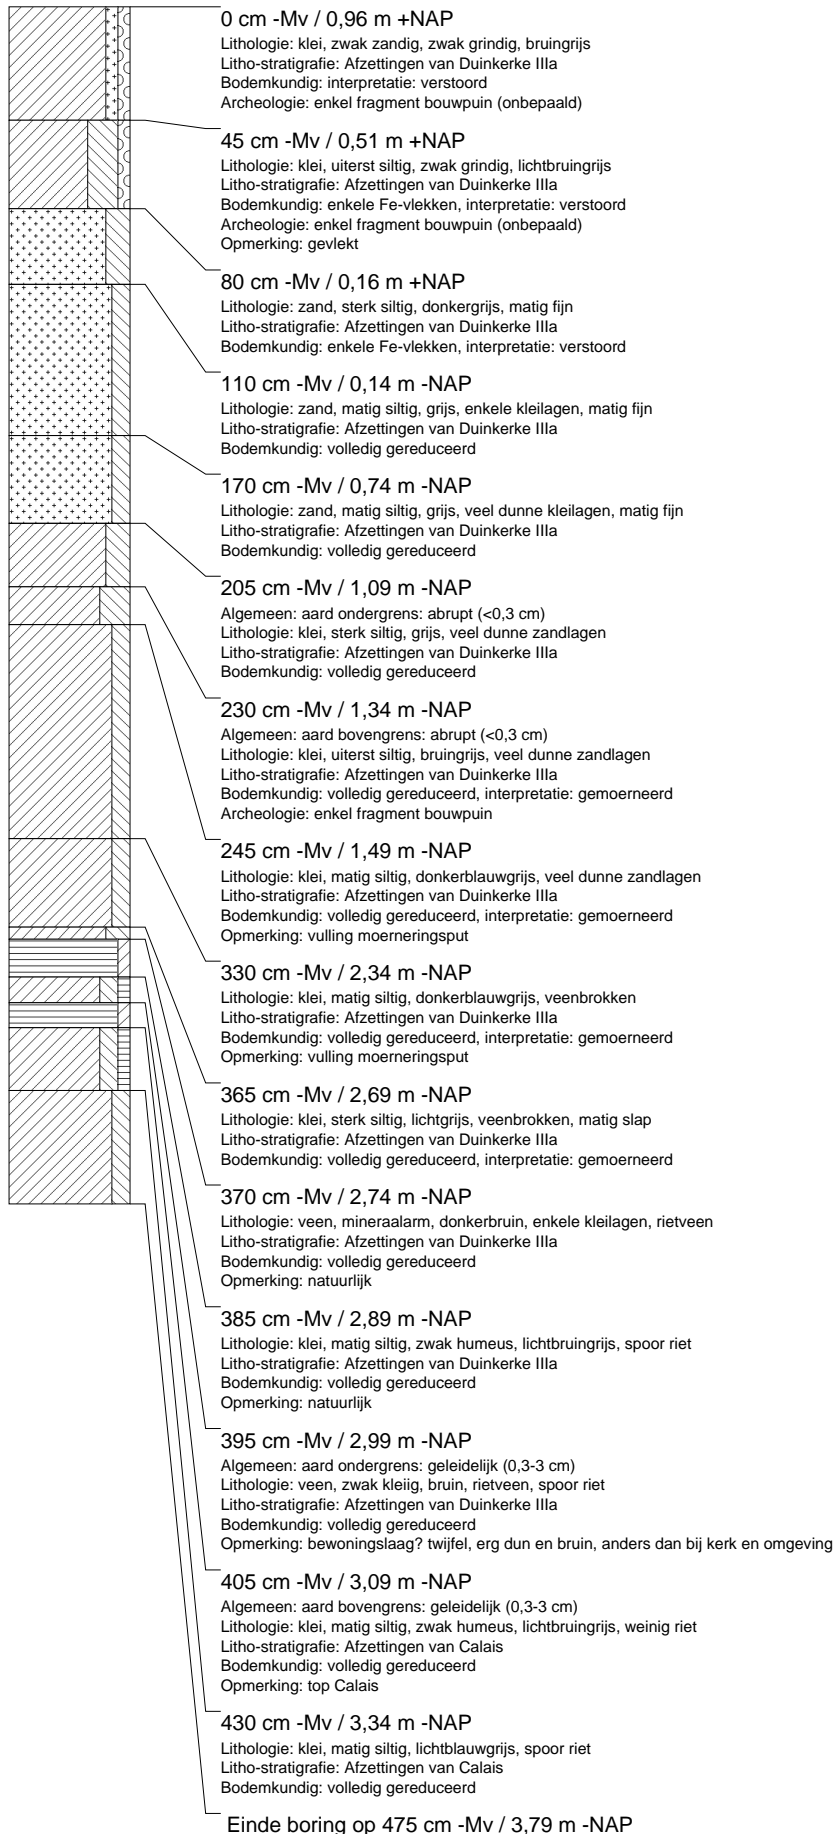 0 cm -Mv / 0,96 m +NAP
Lithologie: klei, zwak zandig, zwak grindig, bruingrijs
Litho-stratigrafie: Afzettingen van Duinkerke IIIa
Bodemkundig: interpretatie: verstoord
Archeologie: enkel fragment bouwpuin (onbepaald)
45 cm -Mv / 0,51 m +NAP
Lithologie: klei, uiterst siltig, zwak grindig, lichtbruingrijs
Litho-stratigrafie: Afzettingen van Duinkerke IIIa
Bodemkundig: enkele Fe-vlekken, interpretatie: verstoord
Archeologie: enkel fragment bouwpuin (onbepaald)
Opmerking: gevlekt
80 cm -Mv / 0,16 m +NAP
Lithologie: zand, sterk siltig, donkergrijs, matig fijn
Litho-stratigrafie: Afzettingen van Duinkerke IIIa
Bodemkundig: enkele Fe-vlekken, interpretatie: verstoord
110 cm -Mv / 0,14 m -NAP
Lithologie: zand, matig siltig, grijs, enkele kleilagen, matig fijn
Litho-stratigrafie: Afzettingen van Duinkerke IIIa
Bodemkundig: volledig gereduceerd
170 cm -Mv / 0,74 m -NAP
Lithologie: zand, matig siltig, grijs, veel dunne kleilagen, matig fijn
Litho-stratigrafie: Afzettingen van Duinkerke IIIa
Bodemkundig: volledig gereduceerd
205 cm -Mv / 1,09 m -NAP
Algemeen: aard ondergrens: abrupt (<0,3 cm)
Lithologie: klei, sterk siltig, grijs, veel dunne zandlagen
Litho-stratigrafie: Afzettingen van Duinkerke IIIa
Bodemkundig: volledig gereduceerd
230 cm -Mv / 1,34 m -NAP
Algemeen: aard bovengrens: abrupt (<0,3 cm)
Lithologie: klei, uiterst siltig, bruingrijs, veel dunne zandlagen
Litho-stratigrafie: Afzettingen van Duinkerke IIIa
Bodemkundig: volledig gereduceerd, interpretatie: gemoerneerd
Archeologie: enkel fragment bouwpuin
245 cm -Mv / 1,49 m -NAP
Lithologie: klei, matig siltig, donkerblauwgrijs, veel dunne zandlagen
Litho-stratigrafie: Afzettingen van Duinkerke IIIa
Bodemkundig: volledig gereduceerd, interpretatie: gemoerneerd
Opmerking: vulling moerneringsput
330 cm -Mv / 2,34 m -NAP
Lithologie: klei, matig siltig, donkerblauwgrijs, veenbrokken
Litho-stratigrafie: Afzettingen van Duinkerke IIIa
Bodemkundig: volledig gereduceerd, interpretatie: gemoerneerd
Opmerking: vulling moerneringsput
365 cm -Mv / 2,69 m -NAP
Lithologie: klei, sterk siltig, lichtgrijs, veenbrokken, matig slap
Litho-stratigrafie: Afzettingen van Duinkerke IIIa
Bodemkundig: volledig gereduceerd, interpretatie: gemoerneerd
370 cm -Mv / 2,74 m -NAP
Lithologie: veen, mineraalarm, donkerbruin, enkele kleilagen, rietveen
Litho-stratigrafie: Afzettingen van Duinkerke IIIa
Bodemkundig: volledig gereduceerd
Opmerking: natuurlijk
385 cm -Mv / 2,89 m -NAP
Lithologie: klei, matig siltig, zwak humeus, lichtbruingrijs, spoor riet
Litho-stratigrafie: Afzettingen van Duinkerke IIIa
Bodemkundig: volledig gereduceerd
Opmerking: natuurlijk
395 cm -Mv / 2,99 m -NAP
Algemeen: aard ondergrens: geleidelijk (0,3-3 cm)
Lithologie: veen, zwak kleiig, bruin, rietveen, spoor riet
Litho-stratigrafie: Afzettingen van Duinkerke IIIa
Bodemkundig: volledig gereduceerd
Opmerking: bewoningslaag? twijfel, erg dun en bruin, anders dan bij kerk en omgeving
405 cm -Mv / 3,09 m -NAP
Algemeen: aard bovengrens: geleidelijk (0,3-3 cm)
Lithologie: klei, matig siltig, zwak humeus, lichtbruingrijs, weinig riet
Litho-stratigrafie: Afzettingen van Calais
Bodemkundig: volledig gereduceerd
Opmerking: top Calais
430 cm -Mv / 3,34 m -NAP
Lithologie: klei, matig siltig, lichtblauwgrijs, spoor riet
Litho-stratigrafie: Afzettingen van Calais
Bodemkundig: volledig gereduceerd
Einde boring op 475 cm -Mv / 3,79 m -NAP